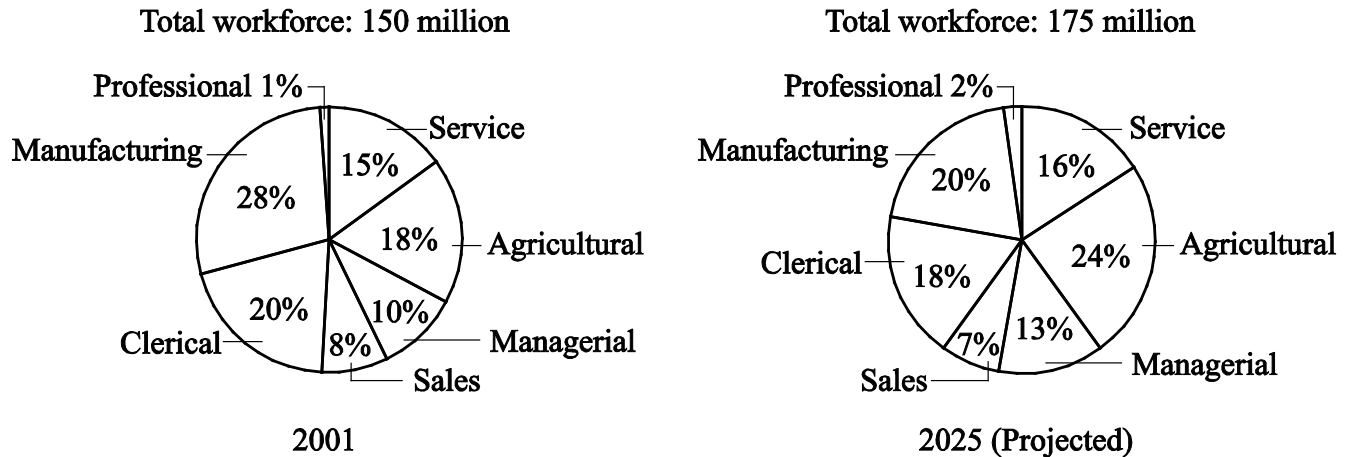 Total workforce: 150 million
Professional 1%
Service
Manufacturing
15%
28%
18%
Agricultural
20%
10%
Clerical
8%
Managerial
Sales
2001
Total workforce: 175 million
Professional 2%
Service
Manufacturing
16%
20%
Agricultural
24%
Clerical
18%
13%
7%
Managerial
Sales
2025 (Projected)